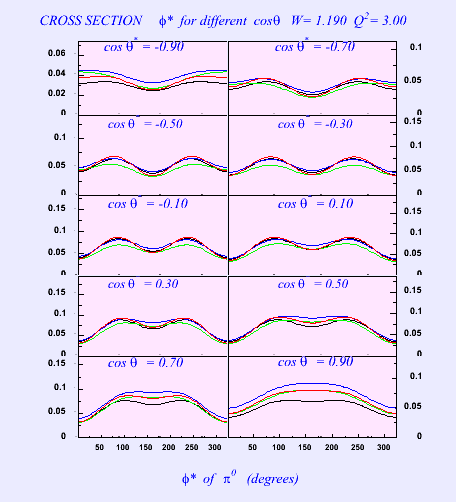 CROSS SECTION ϕ* for different cosθ W= 1.190 Q²= 3.00
cos θ* = -0.90 cos θ* = -0.70
0.06 0.1
0.04 0.05
0.02
0
cos θ* = -0.50 cos θ* = -0.30
0.1 0.1
0.05 0.05
0 0
cos θ* = -0.10 cos θ* = 0.10
0.15 0.15
0.1 0.1
0.05 0.05
0 0
cos θ* = 0.30 cos θ* = 0.50
0.15 0.15
0.1 0.1
0.05 0.05
0 0
cos θ* = 0.70 cos θ* = 0.90
0.15 0.15
0.1 0.1
0.05 0.05
0 0
50 100 150 200 250 300 50 100 150 200 250 300
ϕ* of π⁰ (degrees)